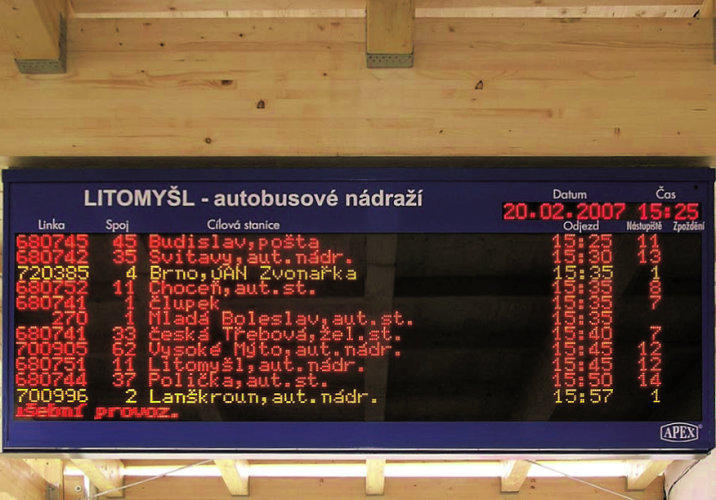 LITOMYŠL - autobusové nádraží Datum Čas
20.02.2007 15:25
Linka Spoj Cílová stanice Odjezd Nástupiště Zpoždění
680745 45 Budislav,pošta 15:25 11
680742 35 Svitavy,aut.nádr. 15:30 13
720385 4 Brno,ÚAN Zvonařka 15:35 1
680752 11 Choceň,aut.st. 15:35 8
680741 1 Člupek 15:35 7
270 1 Mladá Boleslav,aut.st. 15:35
680741 33 Česká Třebová,žel.st. 15:40 7
700905 62 Vysoké Mýto,aut.nádr. 15:45 12
680751 11 Litomyšl,aut.nádr. 15:45 12
680744 37 Polička,aut.st. 15:50 14
700996 2 Lanškroun,aut.nádr. 15:57 1
ušební provoz.
APEX